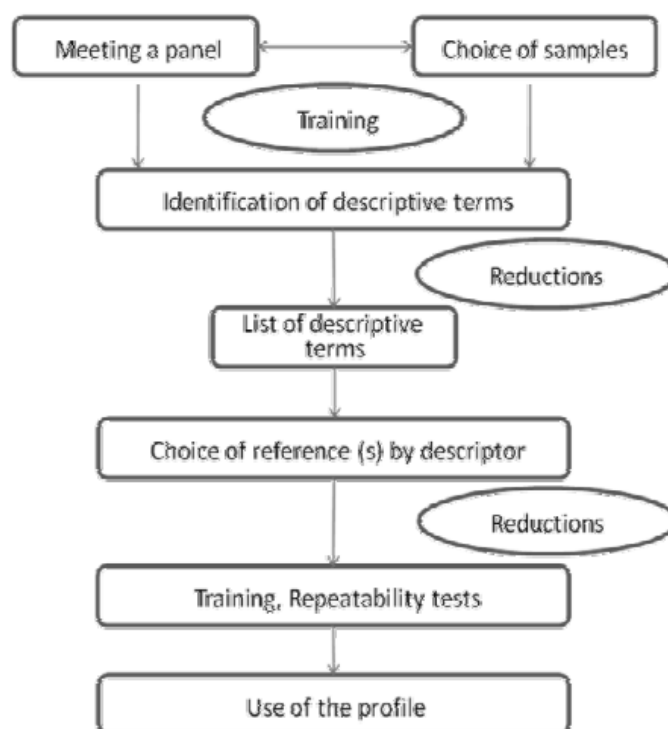 Meeting a panel
Choice of samples
Training
Identification of descriptive terms
Reductions
List of descriptive
terms
Choice of reference (s) by descriptor
Reductions
Training, Repeatability tests
Use of the profile